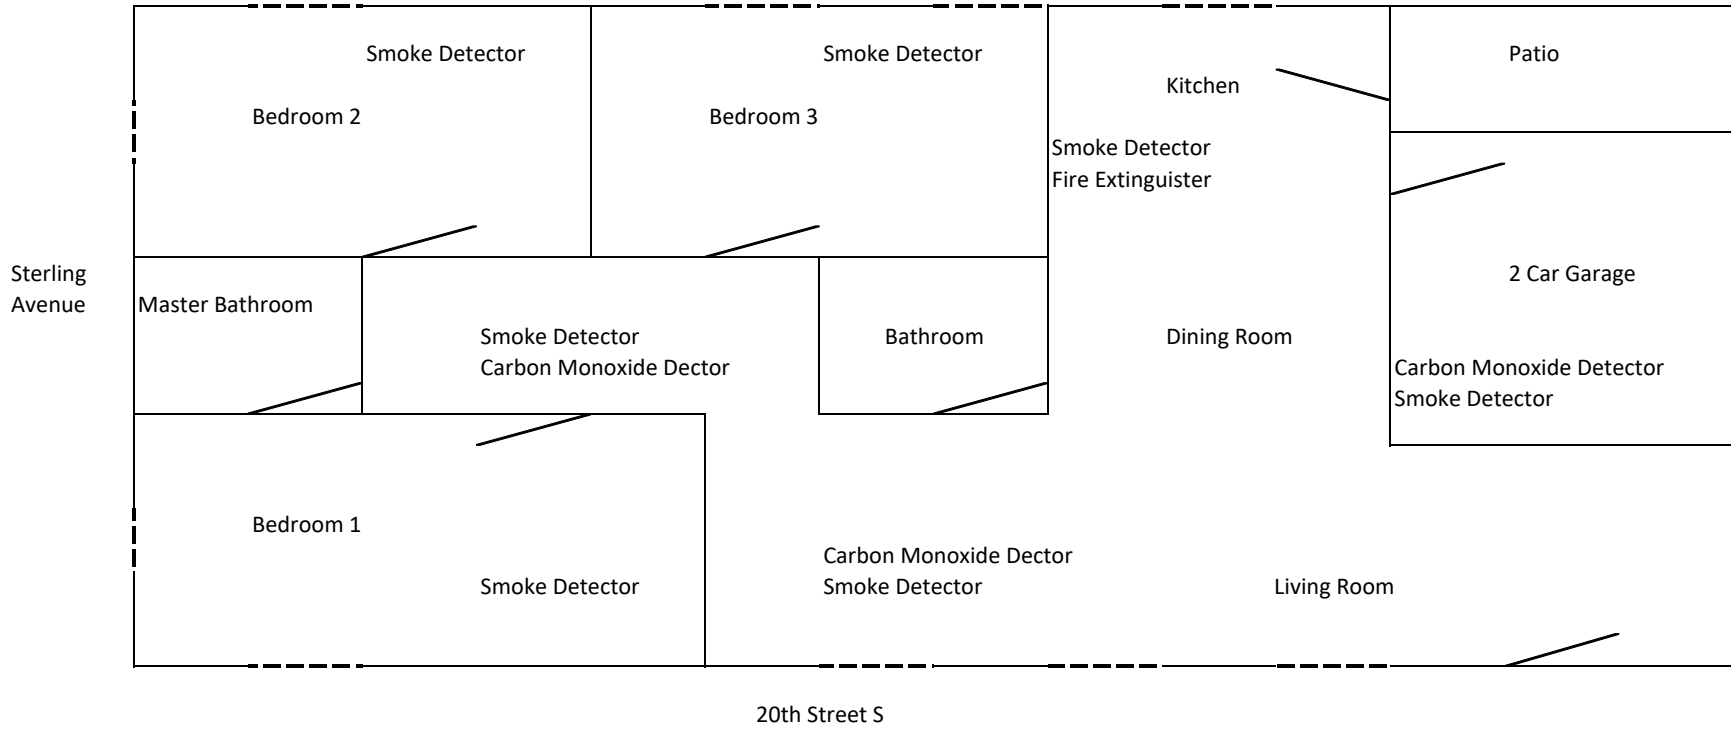 Smoke Detector
Smoke Detector
Patio
Kitchen
Bedroom 2
Bedroom 3
Smoke Detector
Fire Extinguister
Sterling
Avenue
2 Car Garage
Master Bathroom
Smoke Detector
Carbon Monoxide Dector
Bathroom
Dining Room
Carbon Monoxide Detector
Smoke Detector
Bedroom 1
Smoke Detector
Carbon Monoxide Dector
Smoke Detector
Living Room
20th Street S